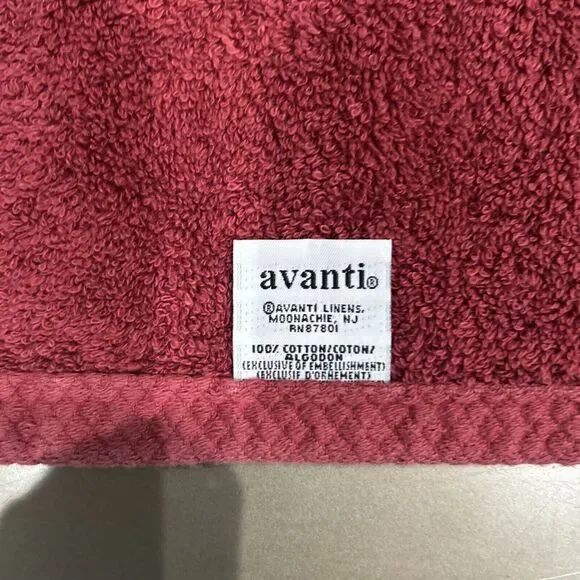 avanti®
®AVANTI LINENS,
MOONACHIE, NJ
RN87801
100% COTTON/COTON/
ALGODON
(EXCLUSIVE OF EMBELLISHMENT)
(EXCLUSIF D'ORNEMENT)